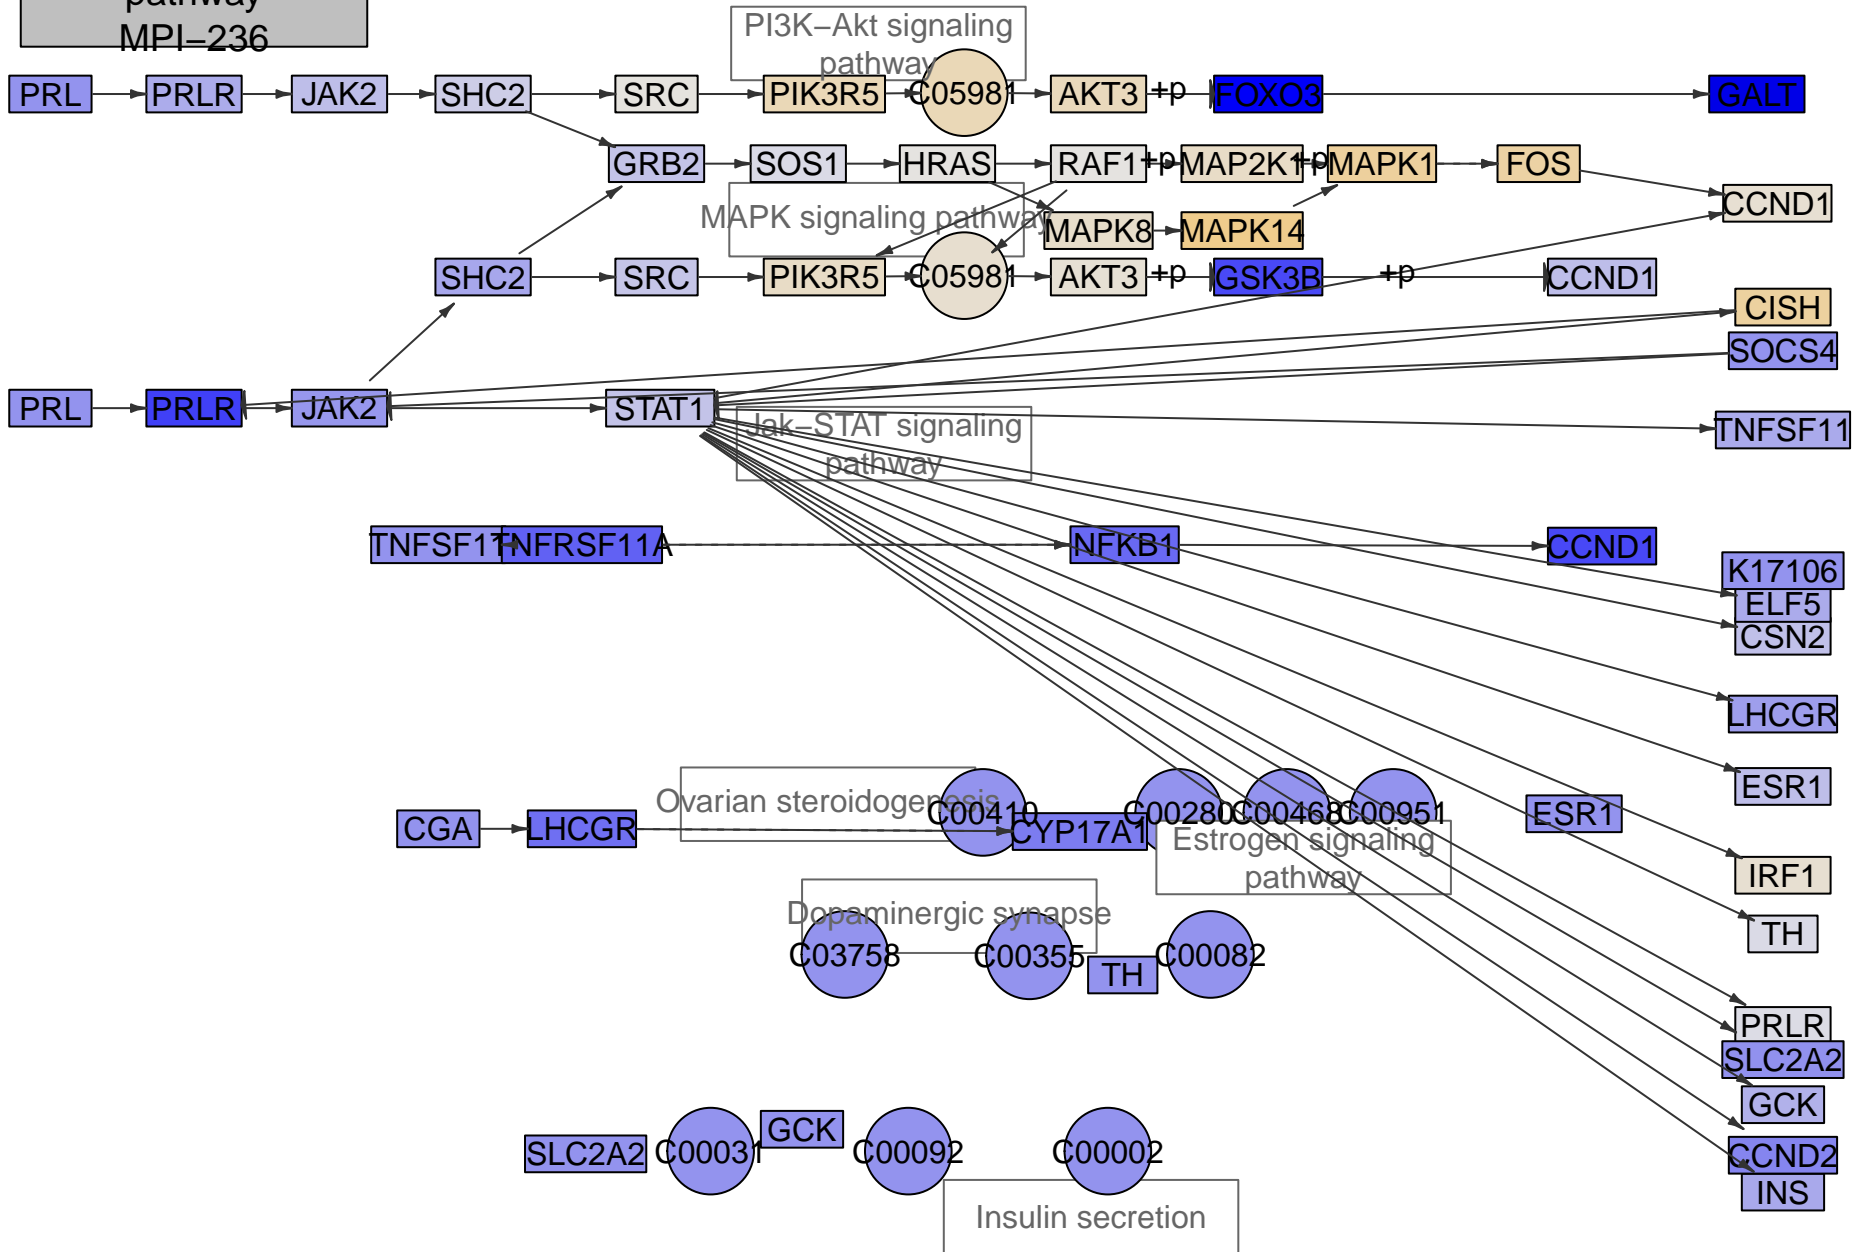 pathway
MPI−236
PI3K−Akt signaling
pathway
PRL
PRLR
JAK2
SHC2
SRC
PIK3R5
C05981
AKT3
+p
FOXO3
GALT
GRB2
SOS1
HRAS
RAF1
+p
MAP2K1
+p
MAPK1
FOS
CCND1
MAPK signaling pathway
MAPK8
MAPK14
SHC2
SRC
PIK3R5
C05981
AKT3
+p
GSK3B
+p
CCND1
CISH
SOCS4
PRL
PRLR
JAK2
STAT1
Jak−STAT signaling
pathway
TNFSF11
TNFSF11
TNFRSF11A
NFKB1
CCND1
K17106
ELF5
CSN2
LHCGR
ESR1
Ovarian steroidogenesis
C00410
C00280
C00468
C00951
ESR1
CGA
LHCGR
CYP17A1
Estrogen signaling
pathway
IRF1
Dopaminergic synapse
TH
C03758
C00355
TH
C00082
PRLR
SLC2A2
GCK
SLC2A2
C00031
GCK
C00092
C00002
CCND2
INS
Insulin secretion